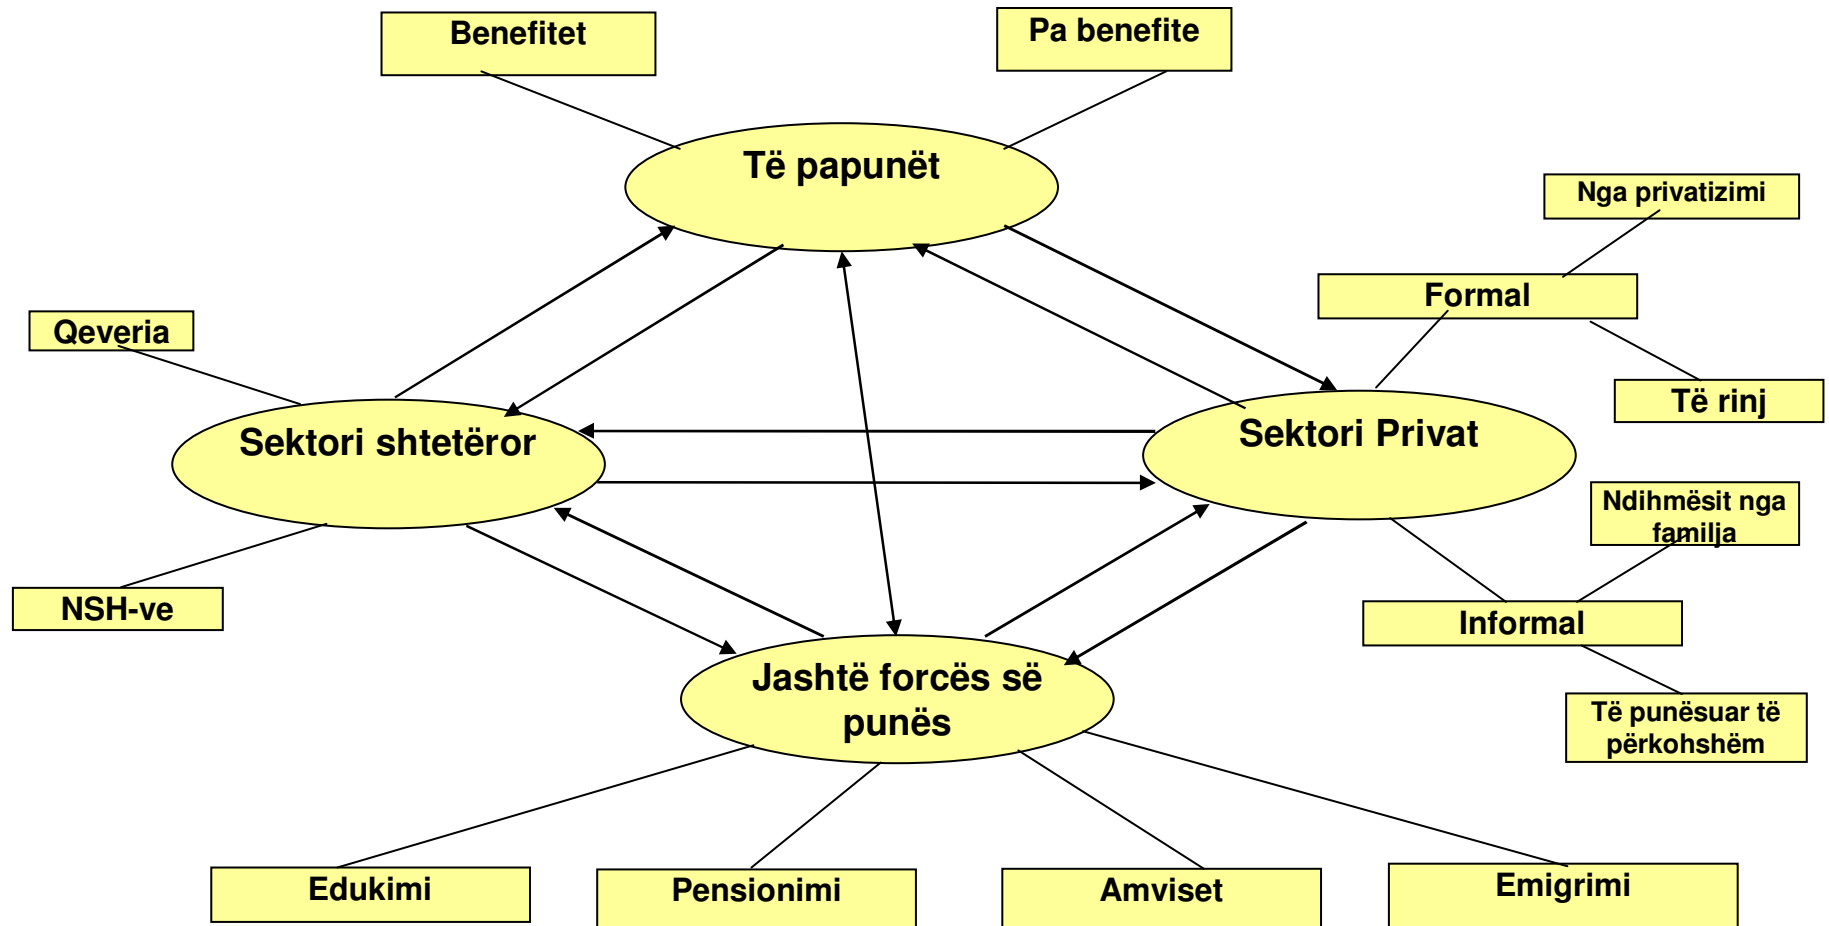 Benefitet
Pa benefite
Të papunët
Nga privatizimi
Formal
Qeveria
Të rinj
Sektori shtetëror
Sektori Privat
Ndihmësit nga
familja
NSH-ve
Informal
Jashtë forcës së
punës
Të punësuar të
përkohshëm
Edukimi
Pensionimi
Amviset
Emigrimi